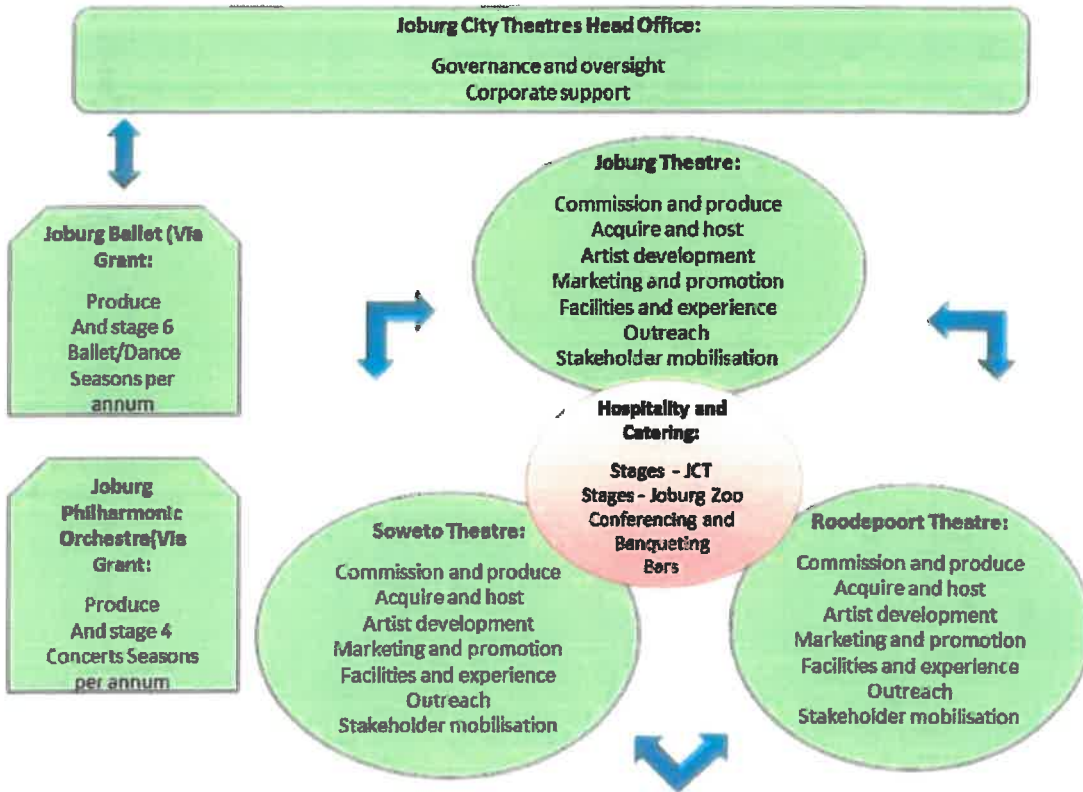 Joburg City Theatres Head Office:
Governance and oversight
Corporate support
Joburg Ballet (Via
Grant:
Produce
And stage 6
Ballet/Dance
Seasons per
annum
Joburg
Philharmonic
Orchestra(Via
Grant:
Produce
And stage 4
Concerts Seasons
per annum
Joburg Theatre:
Commission and produce
Acquire and host
Artist development
Marketing and promotion
Facilities and experience
Outreach
Stakeholder mobilisation
Hospitality and
Catering:
Stages - JCT
Stages - Joburg Zoo
Conferencing and
Banqueting
Bars
Soweto Theatre:
Commission and produce
Acquire and host
Artist development
Marketing and promotion
Facilities and experience
Outreach
Stakeholder mobilisation
Roodepoort Theatre:
Commission and produce
Acquire and host
Artist development
Marketing and promotion
Facilities and experience
Outreach
Stakeholder mobilisation